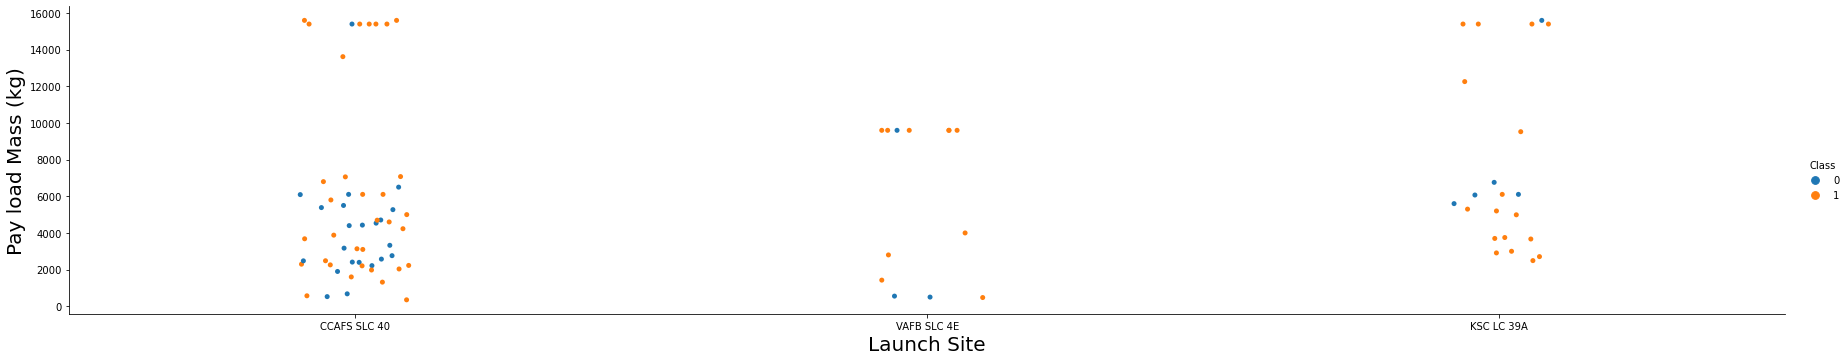 Pay load Mass (kg)
16000
14000
12000
10000
8000
6000
4000
2000
0
CCAFS SLC 40
VAFB SLC 4E
KSC LC 39A
Launch Site
Class
0
1